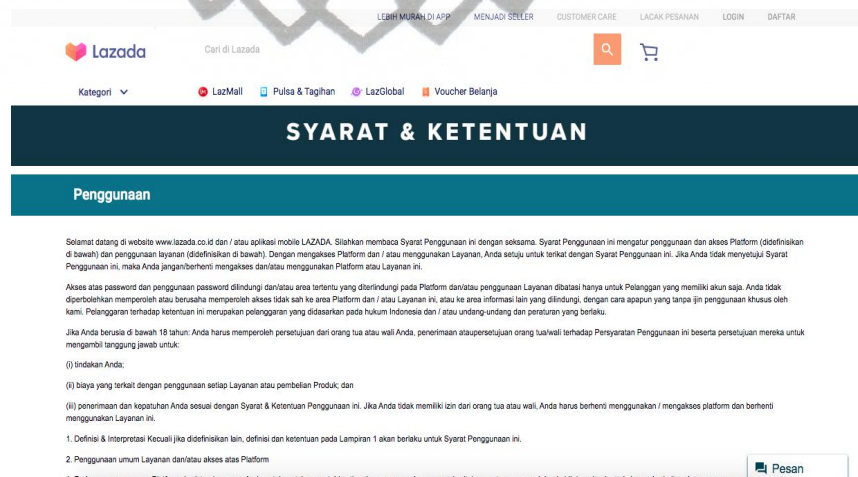 LEBIH MURAH DI APP MENJADI SELLER CUSTOMER CARE LACAK PESANAN LOGIN DAFTAR
Lazada Cari di Lazada
Kategori LazMall Pulsa & Tagihan LazGlobal Voucher Belanja
SYARAT & KETENTUAN
Penggunaan
Selamat datang di website www.lazada.co.id dan / atau aplikasi mobile LAZADA. Silahkan membaca Syarat Penggunaan ini dengan seksama. Syarat Penggunaan ini mengatur penggunaan dan akses Platform (didefinisikan
di bawah) dan penggunaan layanan (didefinisikan di bawah). Dengan mengakses Platform dan / atau menggunakan Layanan, Anda setuju untuk terikat dengan Syarat Penggunaan ini. Jika Anda tidak menyetujui Syarat
Penggunaan ini, maka Anda jangan/berhenti mengakses dan/atau menggunakan Platform atau Layanan ini.
Akses atas password dan penggunaan password dilindungi dan/atau area tertentu yang diterlindungi pada Platform dan/atau penggunaan Layanan dibatasi hanya untuk Pelanggan yang memiliki akun saja. Anda tidak
diperbolehkan memperoleh atau berusaha memperoleh akses tidak sah ke area Platform dan / atau Layanan ini, atau ke area informasi lain yang dilindungi, dengan cara apapun yang tanpa ijin penggunaan khusus oleh
kami. Pelanggaran terhadap ketentuan ini merupakan pelanggaran yang didasarkan pada hukum Indonesia dan / atau undang-undang dan peraturan yang berlaku.
Jika Anda berusia di bawah 18 tahun: Anda harus memperoleh persetujuan dari orang tua atau wali Anda, penerimaan ataupersetujuan orang tua/wali terhadap Persyaratan Penggunaan ini beserta persetujuan mereka untuk
mengambil tanggung jawab untuk:
(i) tindakan Anda;
(ii) biaya yang terkait dengan penggunaan setiap Layanan atau pembelian Produk; dan
(iii) penerimaan dan kepatuhan Anda sesuai dengan Syarat & Ketentuan Penggunaan ini. Jika Anda tidak memiliki izin dari orang tua atau wali, Anda harus berhenti menggunakan / mengakses platform dan berhenti
menggunakan Layanan ini.
1. Definisi & Interpretasi Kecuali jika didefinisikan lain, definisi dan ketentuan pada Lampiran 1 akan berlaku untuk Syarat Penggunaan ini.
2. Penggunaan umum Layanan dan/atau akses atas Platform
Pesan